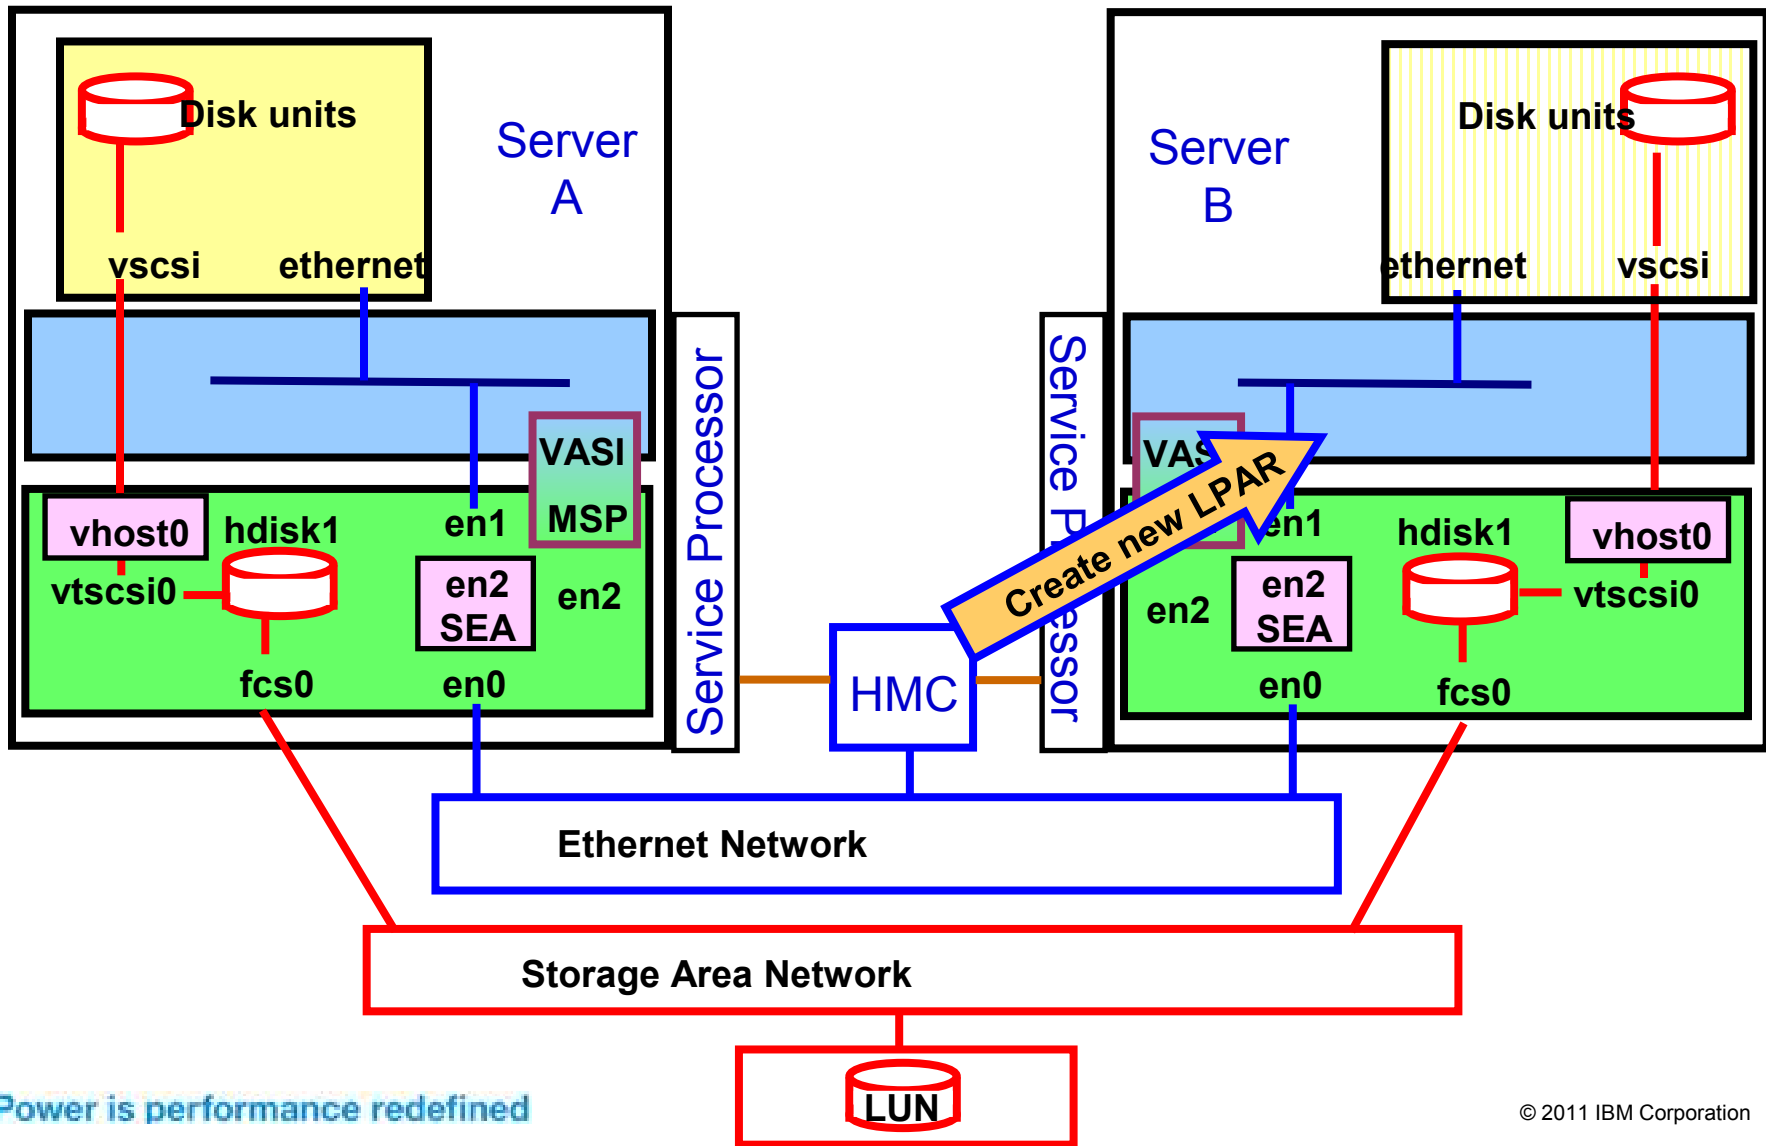 Disk units
Server
A
vscsi
ethernet
VASI
MSP
vhost0
hdisk1
en1
vtscsi0
en2
SEA
en2
fcs0
en0
Service Processor
HMC
Create new LPAR
Service
Disk units
Server
B
ethernet
vscsi
en1
hdisk1
vhost0
en2
en2
SEA
vtscsi0
en0
fcs0
Ethernet Network
Storage Area Network
LUN
Power is performance redefined
© 2011 IBM Corporation